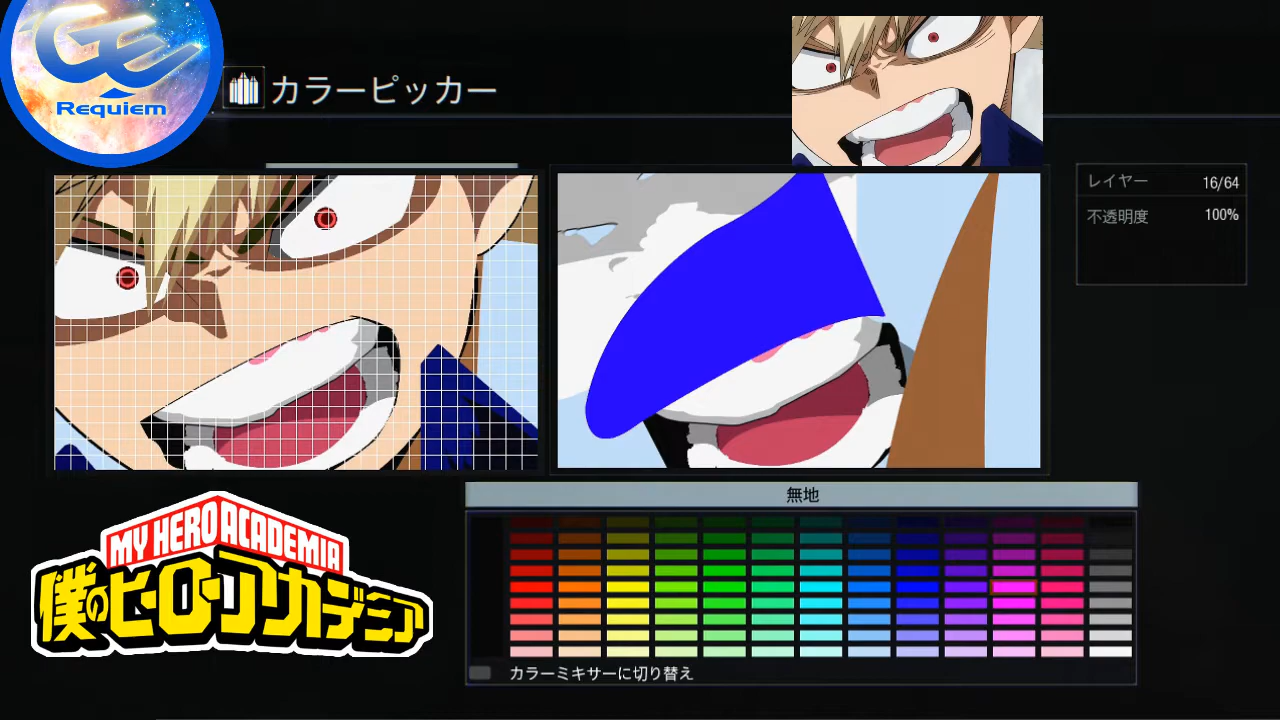 GE
Requiem
カラーピッカー
レイヤー 16/64
不透明度 100%
無地
MY HERO ACADEMIA
僕のヒーローアカデミア
カラーミキサーに切り替え